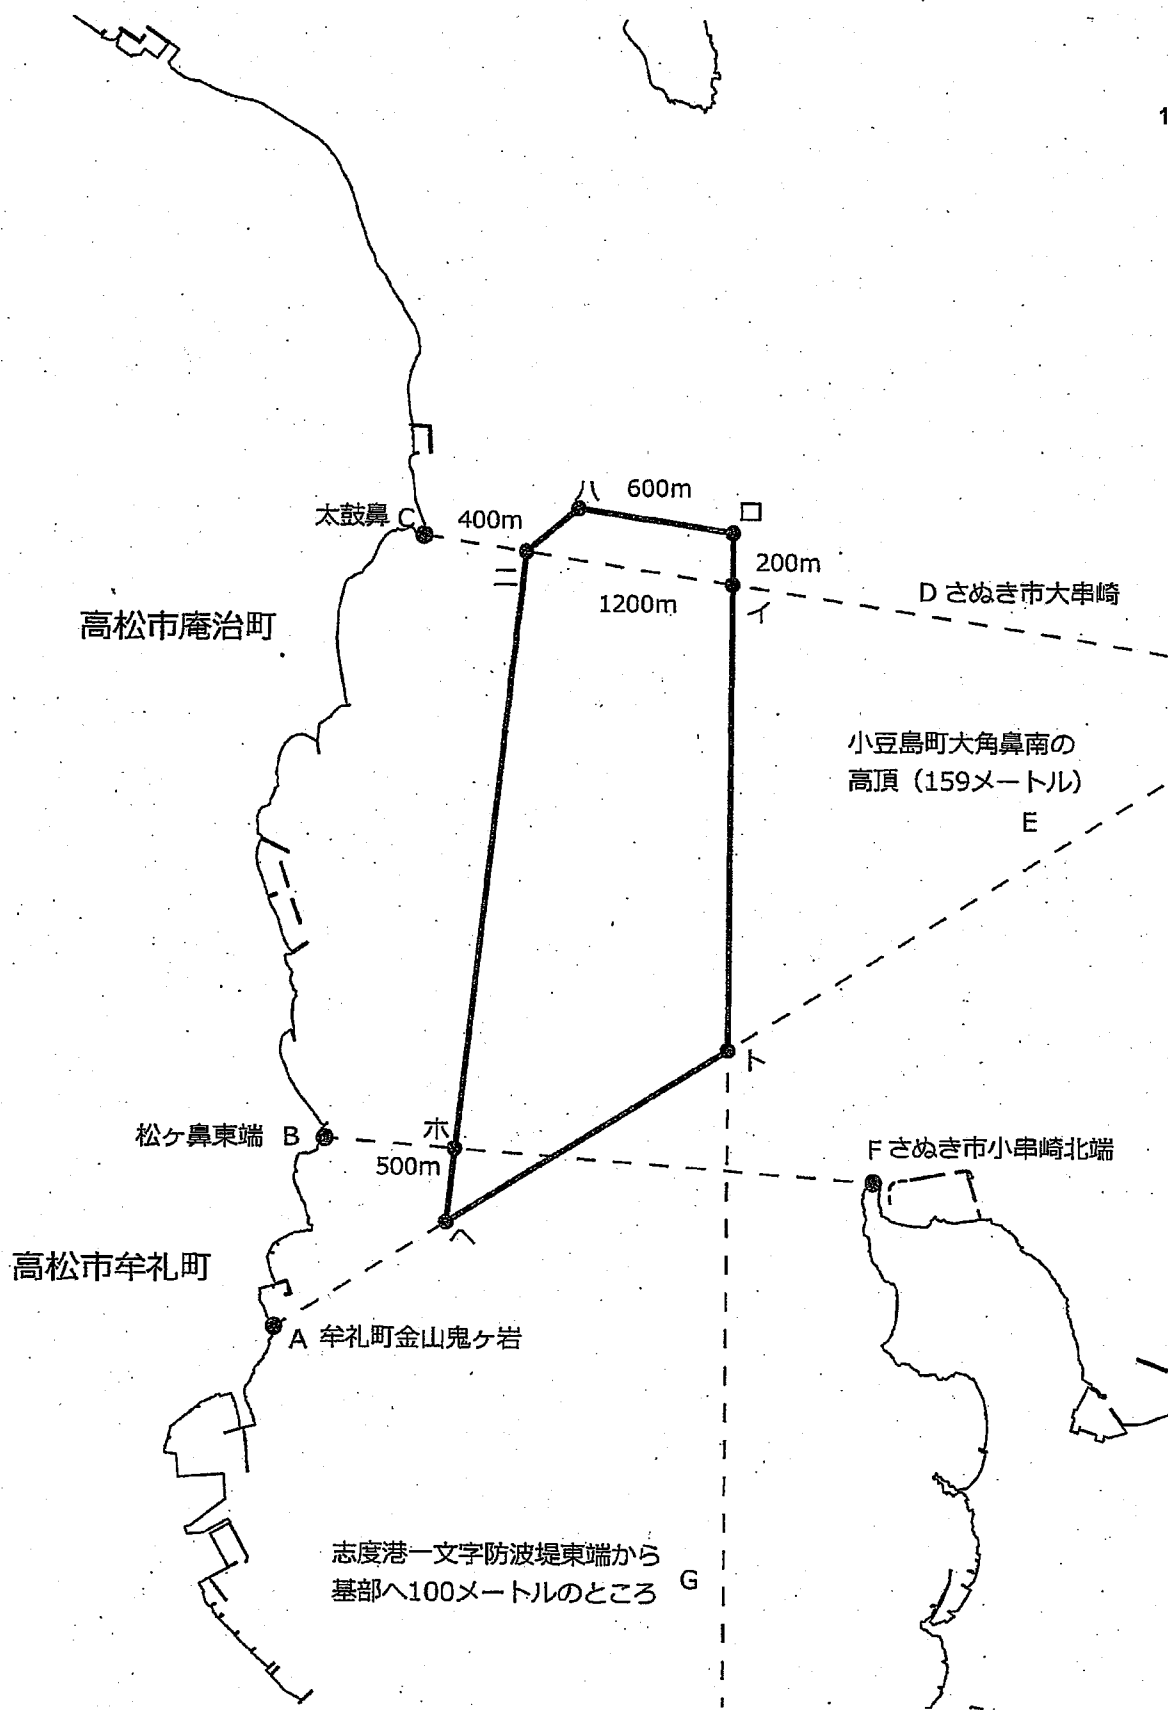 1
ハ
600m
ロ
太鼓鼻 C
400m
200m
ニ
1200m
イ
D さぬき市大串崎
高松市庵治町
小豆島町大角鼻南の
高頂（159メートル）
E
ト
松ヶ鼻東端 B
ホ
500m
F さぬき市小串崎北端
ヘ
高松市牟礼町
A 牟礼町金山鬼ヶ岩
志度港一文字防波堤東端から
基部へ100メートルのところ
G